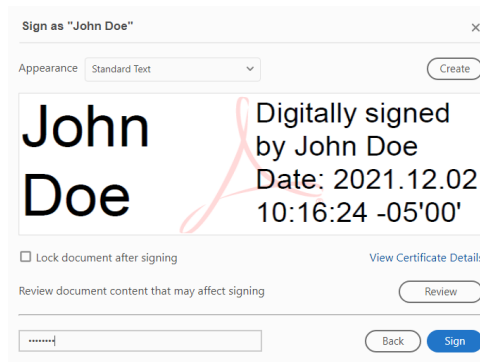 Sign as "John Doe"
Appearance Standard Text Create
John
Doe
Digitally signed
by John Doe
Date: 2021.12.02
10:16:24 -05'00'
Lock document after signing View Certificate Details
Review document content that may affect signing Review
Back Sign